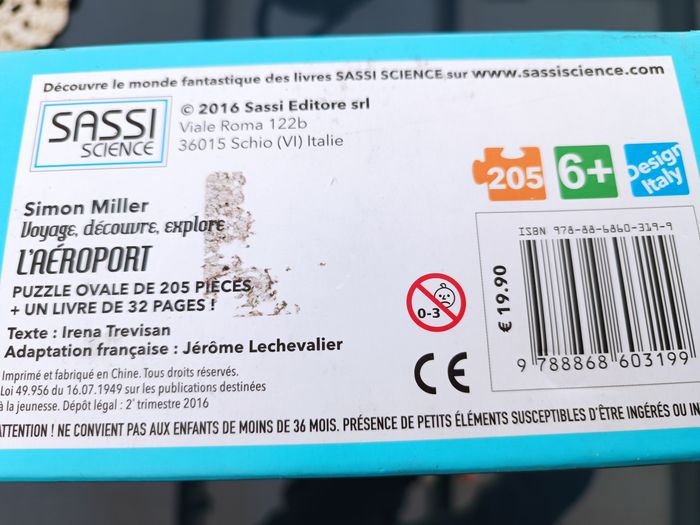 Découvre le monde fantastique des livres SASSI SCIENCE sur www.sassiscience.com
SASSI
SCIENCE
© 2016 Sassi Editore srl
Viale Roma 122b
36015 Schio (VI) Italie
205
6+
Design
Italy
Simon Miller
Voyage, découvre, explore
L'AÉROPORT
PUZZLE OVALE DE 205 PIÈCES
+ UN LIVRE DE 32 PAGES !
Texte : Irena Trevisan
Adaptation française : Jérôme Lechevalier
Imprimé et fabriqué en Chine. Tous droits réservés.
Loi 49.956 du 16.07.1949 sur les publications destinées
à la jeunesse. Dépôt légal : 2e trimestre 2016
0-3
CE
€ 19.90
ISBN 978-88-6860-319-9
9 788868 603199
ATTENTION ! NE CONVIENT PAS AUX ENFANTS DE MOINS DE 36 MOIS. PRÉSENCE DE PETITS ÉLÉMENTS SUSCEPTIBLES D'ÊTRE INGÉRÉS OU IN